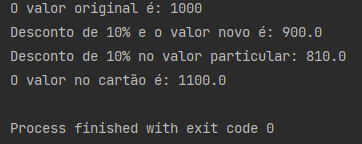 O valor original é: 1000
Desconto de 10% e o valor novo é: 900.0
Desconto de 10% no valor particular: 810.0
O valor no cartão é: 1100.0
Process finished with exit code 0